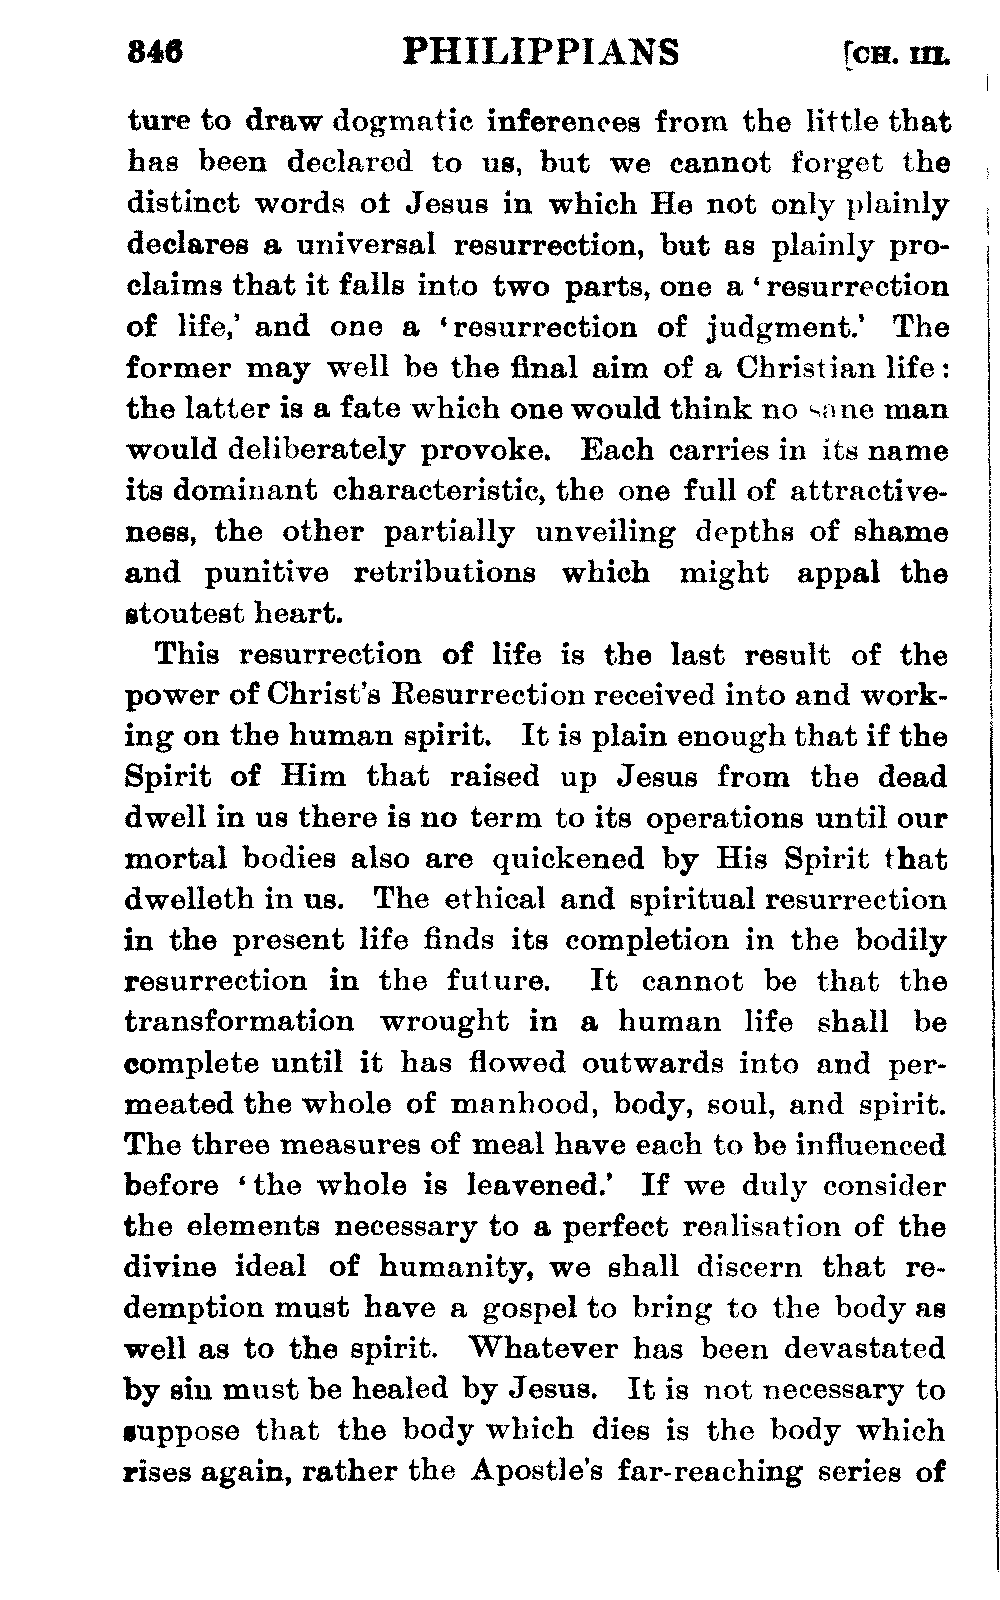 346 PHILIPPIANS [CH. III.
ture to draw dogmatic inferences from the little that
has been declared to us, but we cannot forget the
distinct words of Jesus in which He not only plainly
declares a universal resurrection, but as plainly pro-
claims that it falls into two parts, one a ‘resurrection
of life,’ and one a ‘resurrection of judgment.’ The
former may well be the final aim of a Christian life:
the latter is a fate which one would think no sane man
would deliberately provoke. Each carries in its name
its dominant characteristic, the one full of attractive-
ness, the other partially unveiling depths of shame
and punitive retributions which might appal the
stoutest heart.
This resurrection of life is the last result of the
power of Christ’s Resurrection received into and work-
ing on the human spirit. It is plain enough that if the
Spirit of Him that raised up Jesus from the dead
dwell in us there is no term to its operations until our
mortal bodies also are quickened by His Spirit that
dwelleth in us. The ethical and spiritual resurrection
in the present life finds its completion in the bodily
resurrection in the future. It cannot be that the
transformation wrought in a human life shall be
complete until it has flowed outwards into and per-
meated the whole of manhood, body, soul, and spirit.
The three measures of meal have each to be influenced
before ‘the whole is leavened.’ If we duly consider
the elements necessary to a perfect realisation of the
divine ideal of humanity, we shall discern that re-
demption must have a gospel to bring to the body as
well as to the spirit. Whatever has been devastated
by sin must be healed by Jesus. It is not necessary to
suppose that the body which dies is the body which
rises again, rather the Apostle’s far-reaching series of